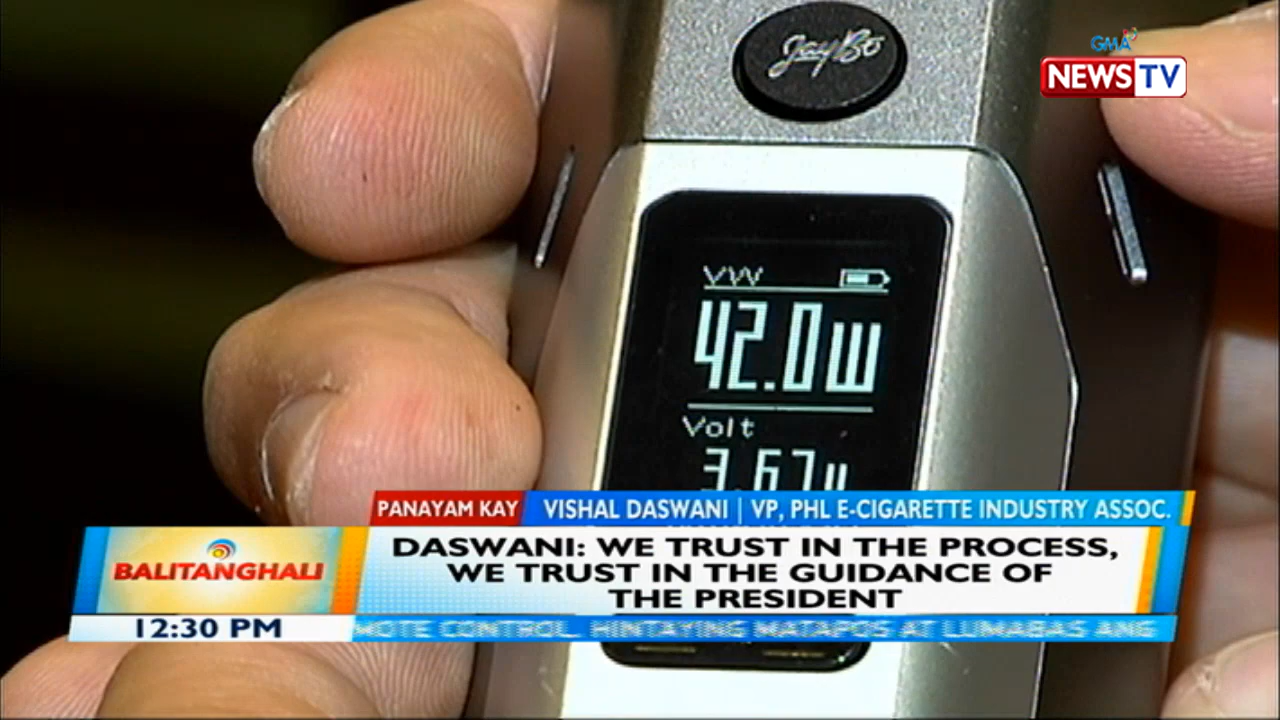 JayBo
GMA
NEWS TV
VW
42.0W
Volt
3.67V
PANAYAM KAY
VISHAL DASWANI | VP, PHL E-CIGARETTE INDUSTRY ASSOC.
BALITANGHALI
DASWANI: WE TRUST IN THE PROCESS,
WE TRUST IN THE GUIDANCE OF
THE PRESIDENT
12:30 PM
CONTROL. HINTAYING MATAPOS AT LUMABAS ANG